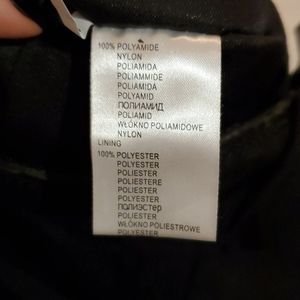 100% POLYAMIDE
NYLON
POLIAMIDA
POLIAMMIDE
POLIAMIDA
POLYAMID
ПОЛИАМИД
POLIAMID
WŁÓKNO POLIAMIDOWE
NYLON
LINING
100% POLYESTER
POLYESTER
POLIESTER
POLIESTERE
POLIESTER
POLYESTER
полиэстер
POLIESTER
WŁÓKNO POLIESTROWE
POLYESTER